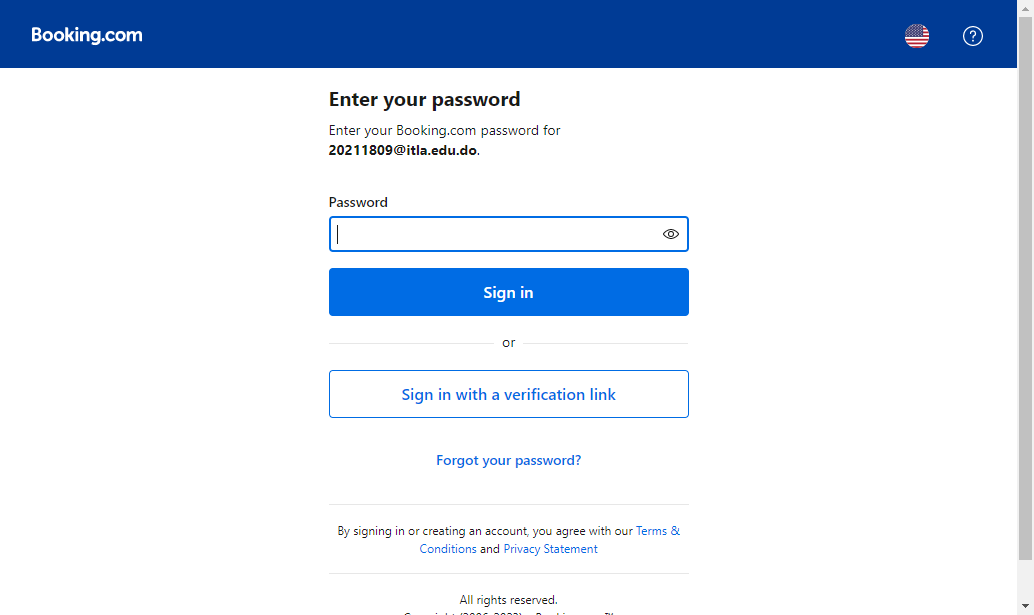 Booking.com
Enter your password
Enter your Booking.com password for
20211809@itla.edu.do.
Password
Sign in
or
Sign in with a verification link
Forgot your password?
By signing in or creating an account, you agree with our Terms &
Conditions and Privacy Statement
All rights reserved.